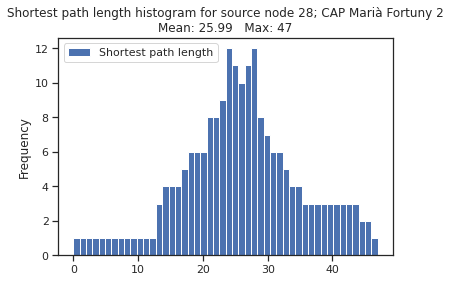 Shortest path length histogram for source node 28; CAP Marià Fortuny 2
Mean: 25.99 Max: 47
Shortest path length
Frequency
12
10
8
6
4
2
0
0 10 20 30 40